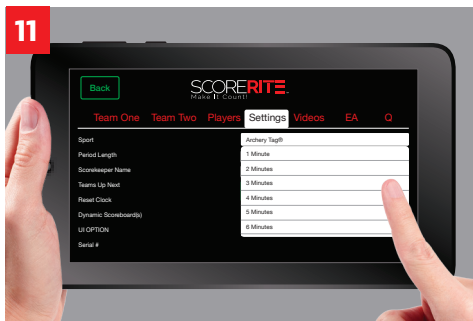 11
Back
SCORERITE
Make It Count!
Team One Team Two Players Settings Videos EA Q
Sport Archery Tag®
Period Length 1 Minute
Scorekeeper Name 2 Minutes
Teams Up Next 3 Minutes
Reset Clock 4 Minutes
Dynamic Scoreboard(s) 5 Minutes
UI OPTION 6 Minutes
Serial #